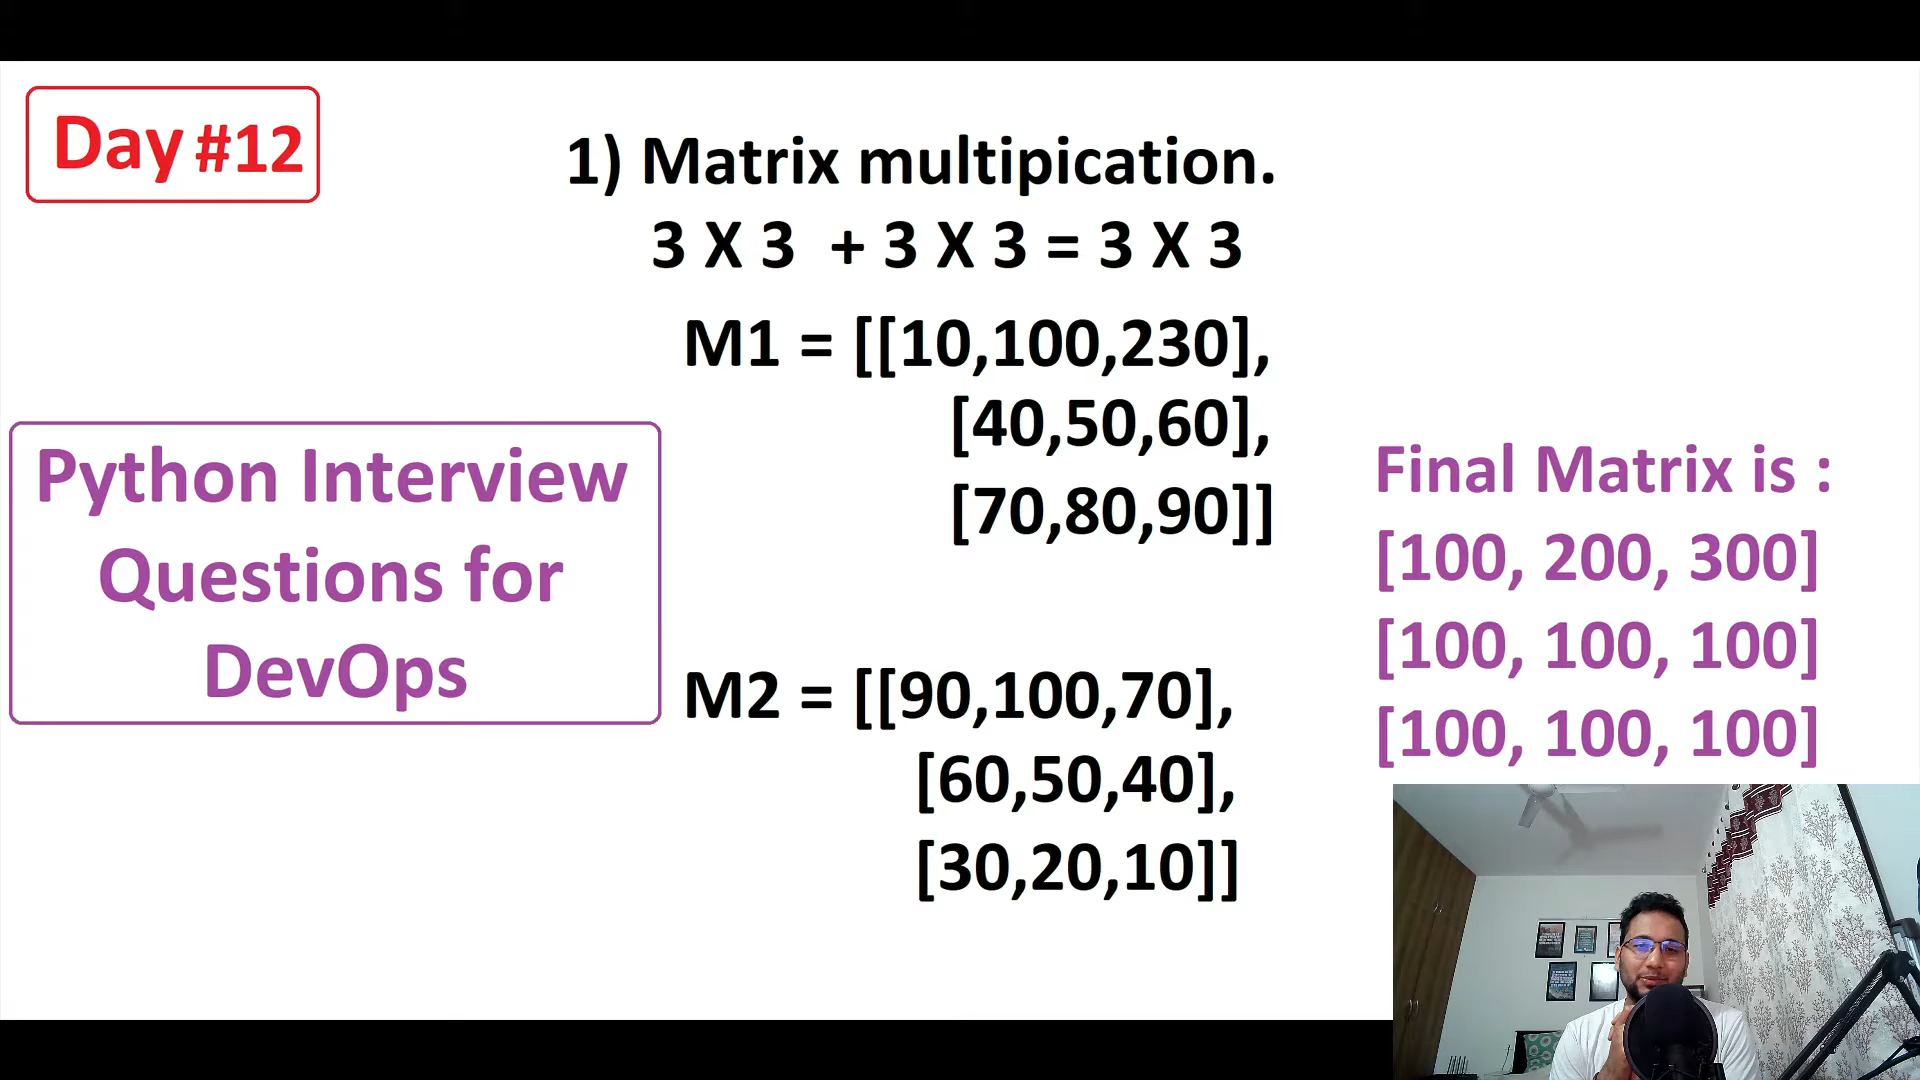 Day #12
1) Matrix multipication.
3 X 3 + 3 X 3 = 3 X 3
M1 = [[10,100,230],
[40,50,60],
[70,80,90]]
Python Interview
Questions for
DevOps
M2 = [[90,100,70],
[60,50,40],
[30,20,10]]
Final Matrix is :
[100, 200, 300]
[100, 100, 100]
[100, 100, 100]